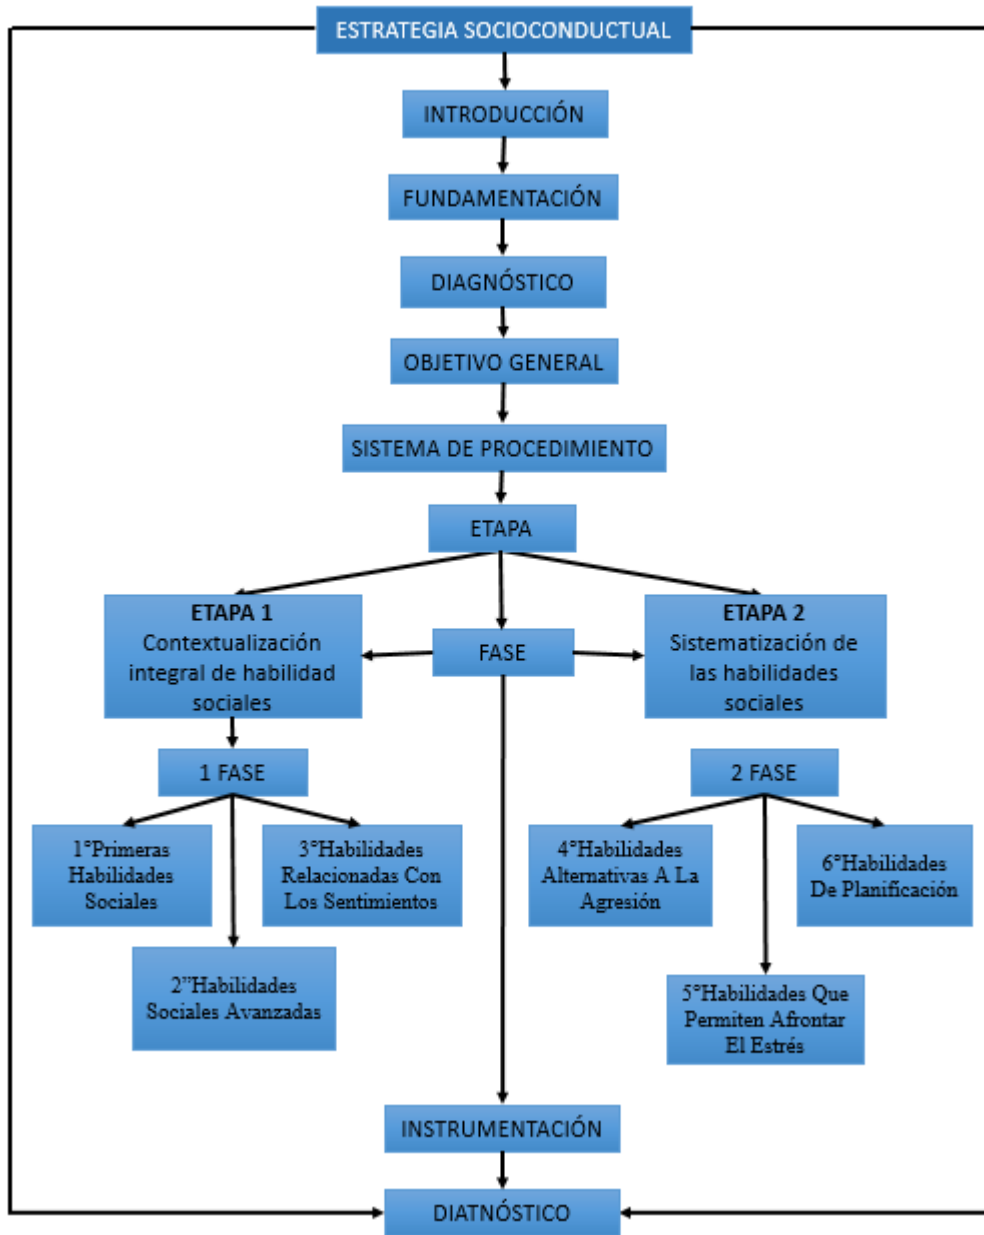 ESTRATEGIA SOCIOCONDUCTUAL
INTRODUCCIÓN
FUNDAMENTACIÓN
DIAGNÓSTICO
OBJETIVO GENERAL
SISTEMA DE PROCEDIMIENTO
ETAPA
ETAPA 1
Contextualización
integral de habilidad
sociales
FASE
ETAPA 2
Sistematización de
las habilidades
sociales
1 FASE
2 FASE
1°Primeras
Habilidades
Sociales
3°Habilidades
Relacionadas Con
Los Sentimientos
4°Habilidades
Alternativas A La
Agresión
6°Habilidades
De Planificación
2”Habilidades
Sociales Avanzadas
5°Habilidades Que
Permiten Afrontar
El Estrés
INSTRUMENTACIÓN
DIATNÓSTICO